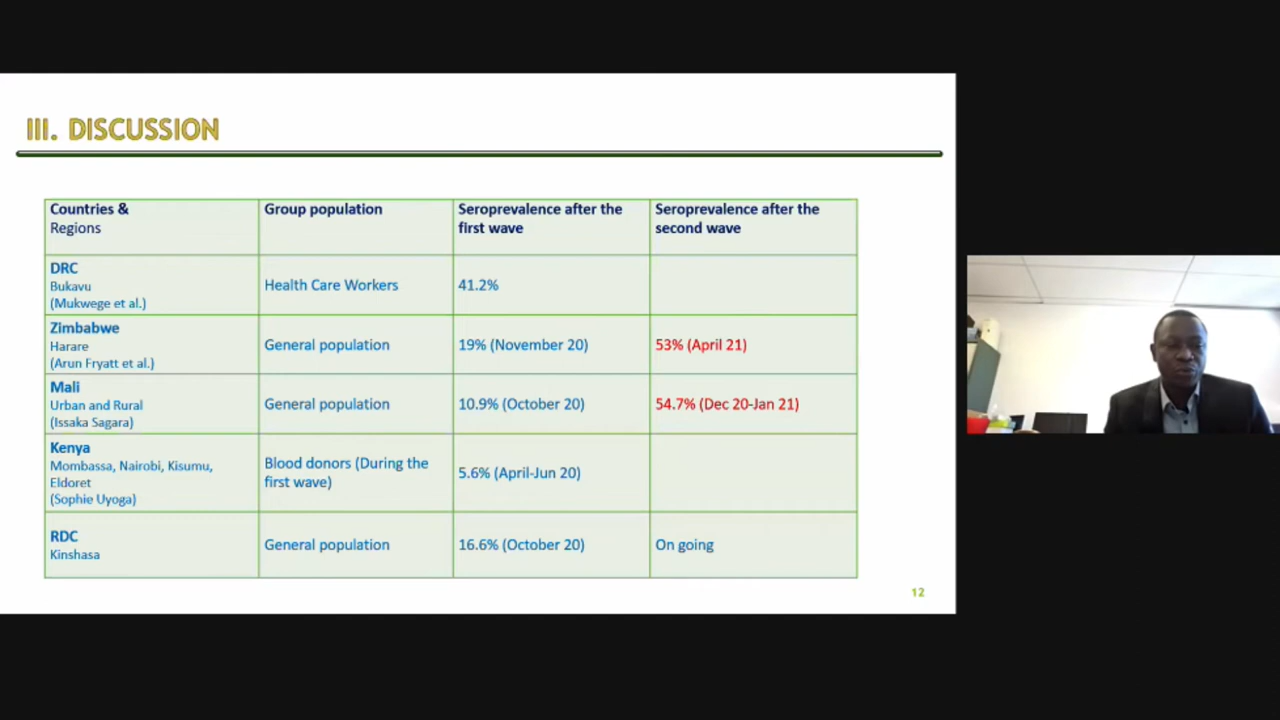 III. DISCUSSION
Countries &
Regions
Group population
Seroprevalence after the
first wave
Seroprevalence after the
second wave
DRC
Bukavu
(Mukwege et al.)
Health Care Workers
41.2%
Zimbabwe
Harare
(Arun Fryatt et al.)
General population
19% (November 20)
53% (April 21)
Mali
Urban and Rural
(Issaka Sagara)
General population
10.9% (October 20)
54.7% (Dec 20-Jan 21)
Kenya
Mombassa, Nairobi, Kisumu,
Eldoret
(Sophie Uyoga)
Blood donors (During the
first wave)
5.6% (April-Jun 20)
RDC
Kinshasa
General population
16.6% (October 20)
On going
12